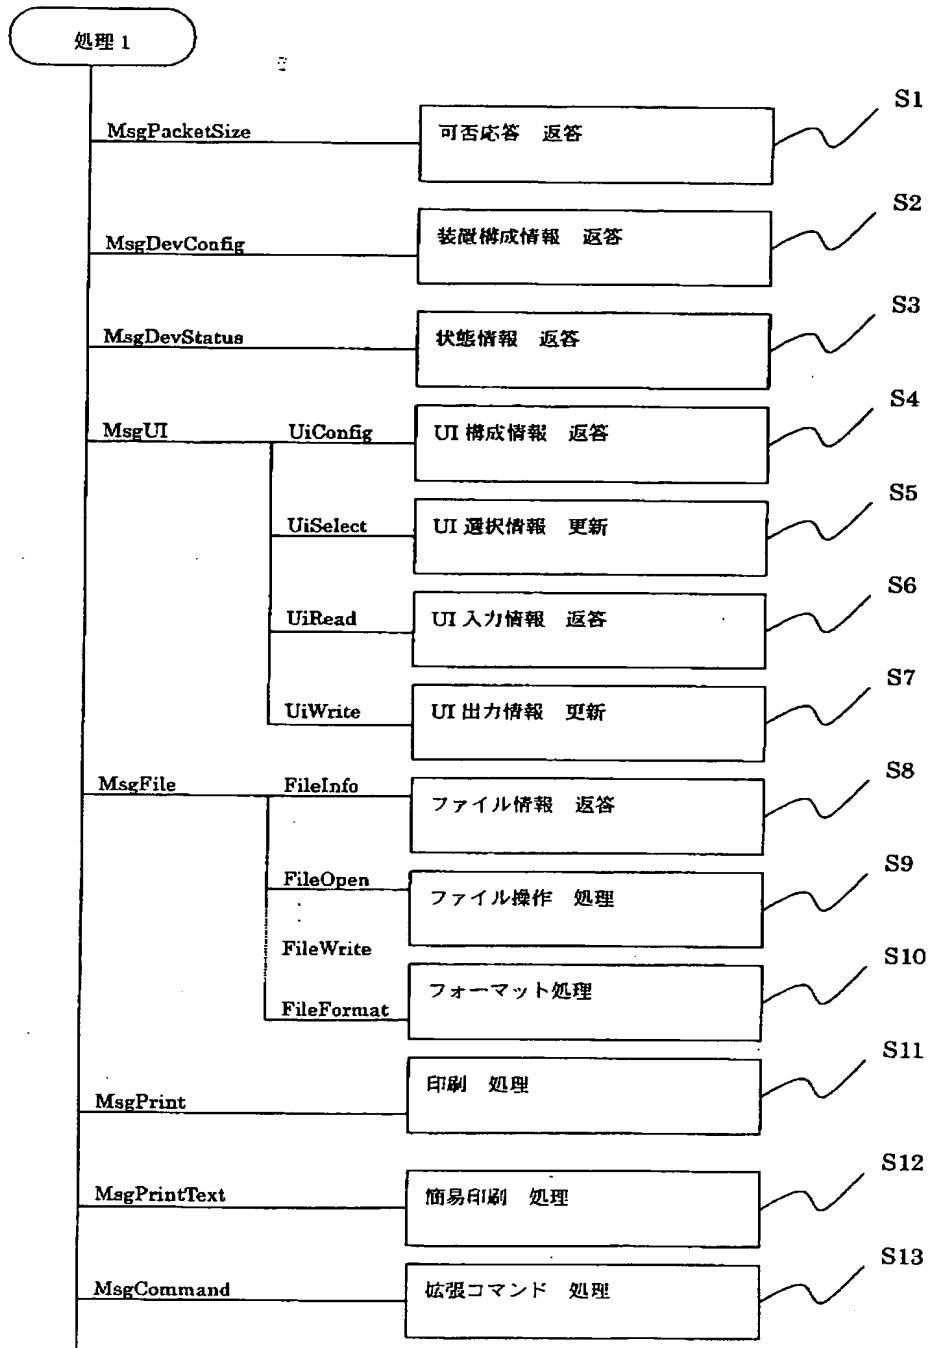 処理1
MsgPacketSize
可否応答 返答
S1
MsgDevConfig
装置構成情報 返答
S2
MsgDevStatus
状態情報 返答
S3
MsgUI
UiConfig
UI 構成情報 返答
S4
UiSelect
UI 選択情報 更新
S5
UiRead
UI 入力情報 返答
S6
UiWrite
UI 出力情報 更新
S7
MsgFile
FileInfo
ファイル情報 返答
S8
FileOpen
ファイル操作 処理
S9
FileWrite
FileFormat
フォーマット処理
S10
MsgPrint
印刷 処理
S11
MsgPrintText
簡易印刷 処理
S12
MsgCommand
拡張コマンド 処理
S13